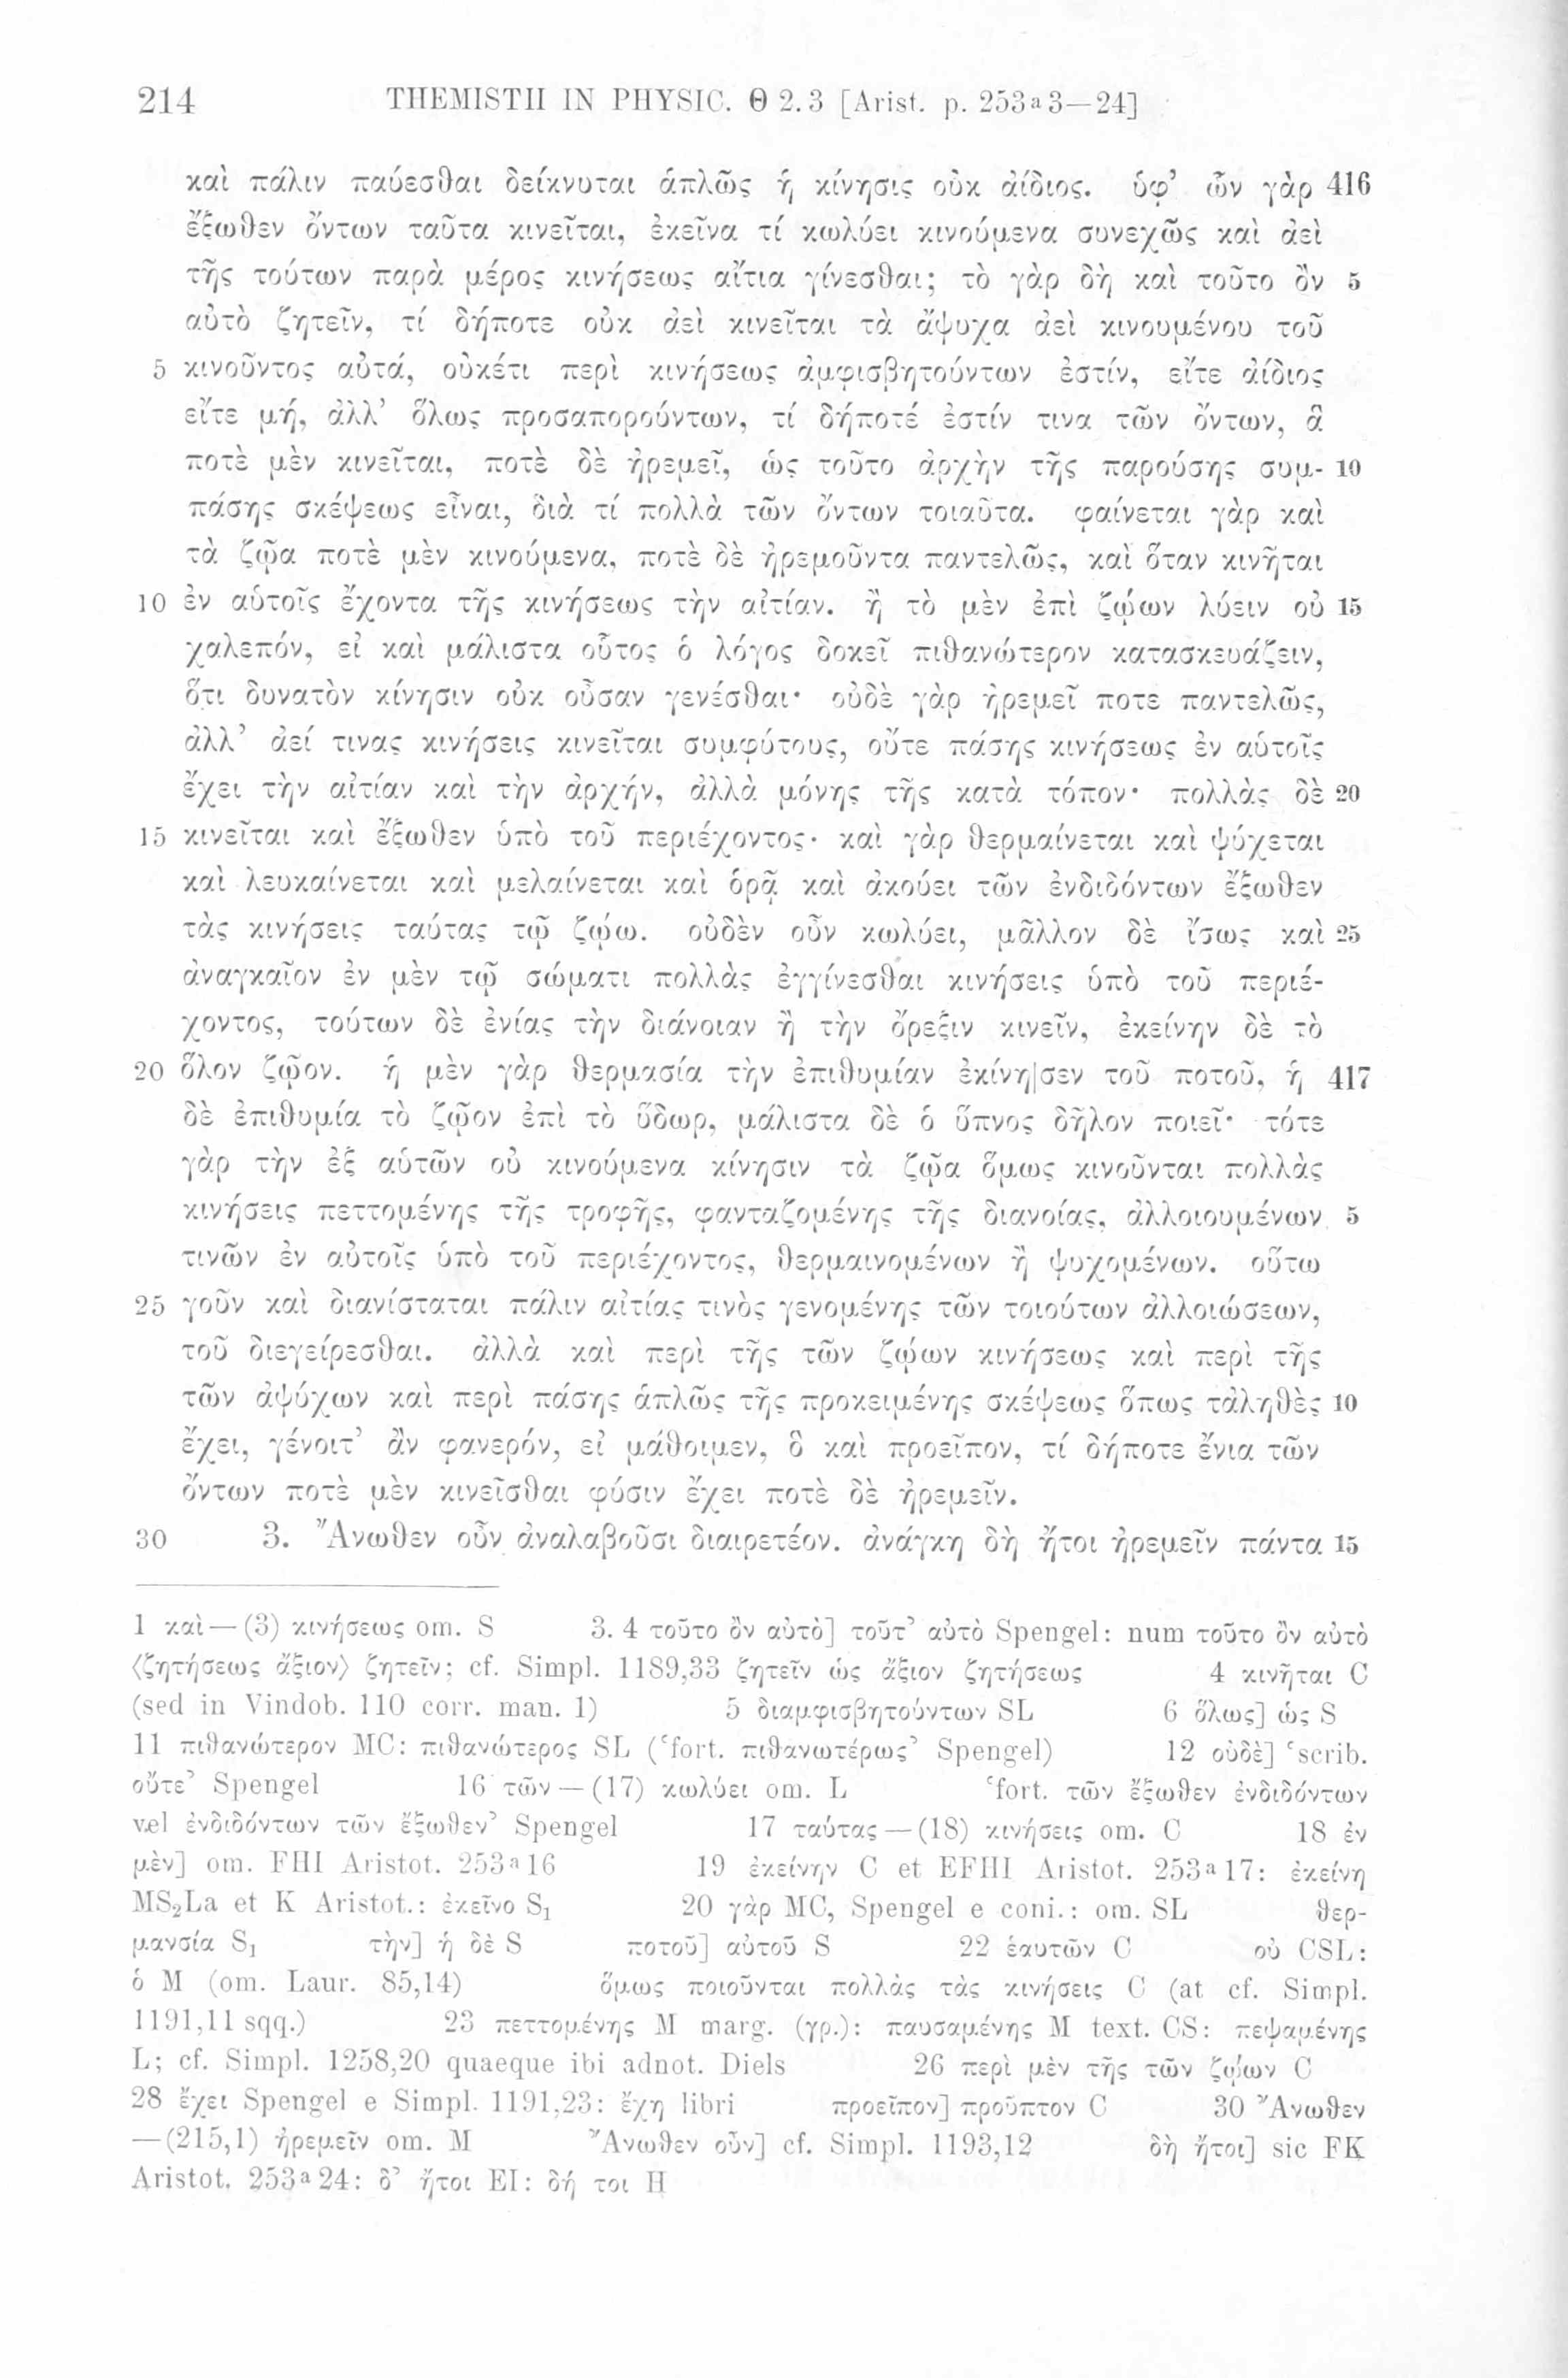 214 THEMISTII IN PHYSIC. Θ 2.3 [Arist. p. 253ª3—24]
καὶ πάλιν παύεσθαι δείκνυται ἁπλῶς ἡ κίνησις οὐκ ἀίδιος. ὑφ’ ὧν γὰρ 416
ἔξωθεν ὄντων ταῦτα κινεῖται, ἐκεῖνα τί κωλύει κινούμενα συνεχῶς καὶ ἀεὶ
τῆς τούτων παρὰ μέρος κινήσεως αἴτια γίνεσθαι; τὸ γὰρ δὴ καὶ τοῦτο ὂν 5
αὐτὸ ζητεῖν, τί δήποτε οὐκ ἀεὶ κινεῖται τὰ ἄψυχα ἀεὶ κινουμένου τοῦ
5 κινοῦντος αὐτά, οὐκέτι περὶ κινήσεως ἀμφισβητούντων ἐστίν, εἴτε ἀίδιος
εἴτε μή, ἀλλ’ ὅλως προσαπορούντων, τί δήποτέ ἐστίν τινα τῶν ὄντων, ἃ
ποτὲ μὲν κινεῖται, ποτὲ δὲ ἠρεμεῖ, ὡς τοῦτο ἀρχὴν τῆς παρούσης συμ- 10
πάσης σκέψεως εἶναι, διὰ τί πολλὰ τῶν ὄντων τοιαῦτα. φαίνεται γὰρ καὶ
τὰ ζῷα ποτὲ μὲν κινούμενα, ποτὲ δὲ ἠρεμοῦντα παντελῶς, καὶ ὅταν κινῆται
10 ἐν αὑτοῖς ἔχοντα τῆς κινήσεως τὴν αἰτίαν. ἢ τὸ μὲν ἐπὶ ζῴων λύειν οὐ 15
χαλεπόν, εἰ καὶ μάλιστα οὗτος ὁ λόγος δοκεῖ πιθανώτερον κατασκευάζειν,
ὅτι δυνατὸν κίνησιν οὐκ οὖσαν γενέσθαι· οὐδὲ γὰρ ἠρεμεῖ ποτε παντελῶς,
ἀλλ’ ἀεί τινας κινήσεις κινεῖται συμφύτους, οὔτε πάσης κινήσεως ἐν αὑτοῖς
ἔχει τὴν αἰτίαν καὶ τὴν ἀρχήν, ἀλλὰ μόνης τῆς κατὰ τόπον· πολλὰς δὲ 20
15 κινεῖται καὶ ἔξωθεν ὑπὸ τοῦ περιέχοντος· καὶ γὰρ θερμαίνεται καὶ ψύχεται
καὶ λευκαίνεται καὶ μελαίνεται καὶ ὁρᾷ καὶ ἀκούει τῶν ἐνδιδόντων ἔξωθεν
τὰς κινήσεις ταύτας τῷ ζῴω. οὐδὲν οὖν κωλύει, μᾶλλον δὲ ἴσως καὶ 25
ἀναγκαῖον ἐν μὲν τῷ σώματι πολλὰς ἐγγίνεσθαι κινήσεις ὑπὸ τοῦ περιέ-
χοντος, τούτων δὲ ἐνίας τὴν διάνοιαν ἢ τὴν ὄρεξιν κινεῖν, ἐκείνην δὲ τὸ
20 ὅλον ζῷον. ἡ μὲν γὰρ θερμασία τὴν ἐπιθυμίαν ἐκίνη|σεν τοῦ ποτοῦ, ἡ 417
δὲ ἐπιθυμία τὸ ζῷον ἐπὶ τὸ ὕδωρ, μάλιστα δὲ ὁ ὕπνος δῆλον ποιεῖ· τότε
γὰρ τὴν ἐξ αὑτῶν οὐ κινούμενα κίνησιν τὰ ζῷα ὅμως κινοῦνται πολλὰς
κινήσεις πεττομένης τῆς τροφῆς, φανταζομένης τῆς διανοίας, ἀλλοιουμένων 5
τινῶν ἐν αὐτοῖς ὑπὸ τοῦ περιέχοντος, θερμαινομένων ἢ ψυχομένων. οὕτω
25 γοῦν καὶ διανίσταται πάλιν αἰτίας τινὸς γενομένης τῶν τοιούτων ἀλλοιώσεων,
τοῦ διεγείρεσθαι. ἀλλὰ καὶ περὶ τῆς τῶν ζῴων κινήσεως καὶ περὶ τῆς
τῶν ἀψύχων καὶ περὶ πάσης ἁπλῶς τῆς προκειμένης σκέψεως ὅπως τἀληθὲς 10
ἔχει, γένοιτ’ ἂν φανερόν, εἰ μάθοιμεν, ὃ καὶ προεῖπον, τί δήποτε ἔνια τῶν
ὄντων ποτὲ μὲν κινεῖσθαι φύσιν ἔχει ποτὲ δὲ ἠρεμεῖν.
30 3. Ἄνωθεν οὖν ἀναλαβοῦσι διαιρετέον. ἀνάγκη δὴ ἤτοι ἠρεμεῖν πάντα 15
1 καὶ—(3) κινήσεως om. S 3. 4 τοῦτο ὂν αὐτὸ] τοῦτ’ αὐτὸ Spengel: num τοῦτο ὂν αὐτὸ
⟨ζητήσεως ἄξιον⟩ ζητεῖν; cf. Simpl. 1189,33 ζητεῖν ὡς ἄξιον ζητήσεως 4 κινῆται C
(sed in Vindob. 110 corr. man. 1) 5 διαμφισβητούντων SL 6 ὅλως] ὡς S
11 πιθανώτερον MC: πιθανώτερος SL (‘fort. πιθανωτέρως’ Spengel) 12 οὐδὲ] ‘scrib.
οὔτε’ Spengel 16 τῶν—(17) κωλύει om. L ‘fort. τῶν ἔξωθεν ἐνδιδόντων
vel ἐνδιδόντων τῶν ἔξωθεν’ Spengel 17 ταύτας—(18) κινήσεις om. C 18 ἐν
μὲν] om. FHI Aristot. 253ª16 19 ἐκείνην C et EFHI Aristot. 253ª17: ἐκείνη
MS₂La et K Aristot.: ἐκεῖνο S₁ 20 γὰρ MC, Spengel e coni.: om. SL θερ-
μανσία S₁ τὴν] ἡ δὲ S ποτοῦ] αὐτοῦ S 22 ἑαυτῶν C οὐ CSL:
ὁ M (om. Laur. 85,14) ὅμως ποιοῦνται πολλὰς τὰς κινήσεις C (at cf. Simpl.
1191,11 sqq.) 23 πεττομένης M marg. (γρ.): παυσαμένης M text. CS: πεψαμένης
L; cf. Simpl. 1258,20 quaeque ibi adnot. Diels 26 περὶ μὲν τῆς τῶν ζῴων C
28 ἔχει Spengel e Simpl. 1191,23: ἔχῃ libri προεῖπον] προῦπτον C 30 Ἄνωθεν
—(215,1) ἠρεμεῖν om. M Ἄνωθεν οὖν] cf. Simpl. 1193,12 δὴ ἤτοι] sic FK
Aristot. 253ª24: δ’ ἤτοι EI: δή τοι H